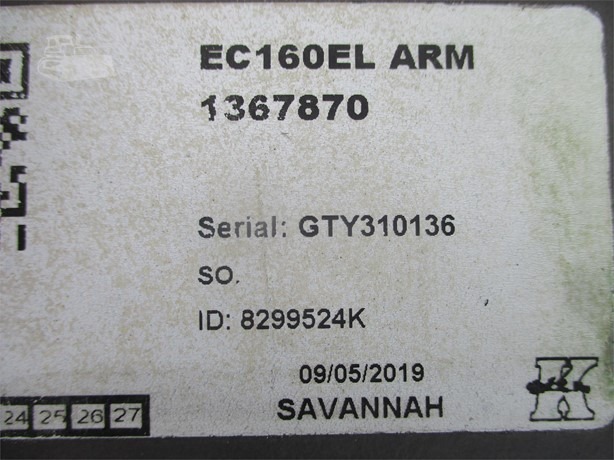 EC160EL ARM
1367870
Serial: GTY310136
SO.
ID: 8299524K
09/05/2019
SAVANNAH
24 25 26 27
K